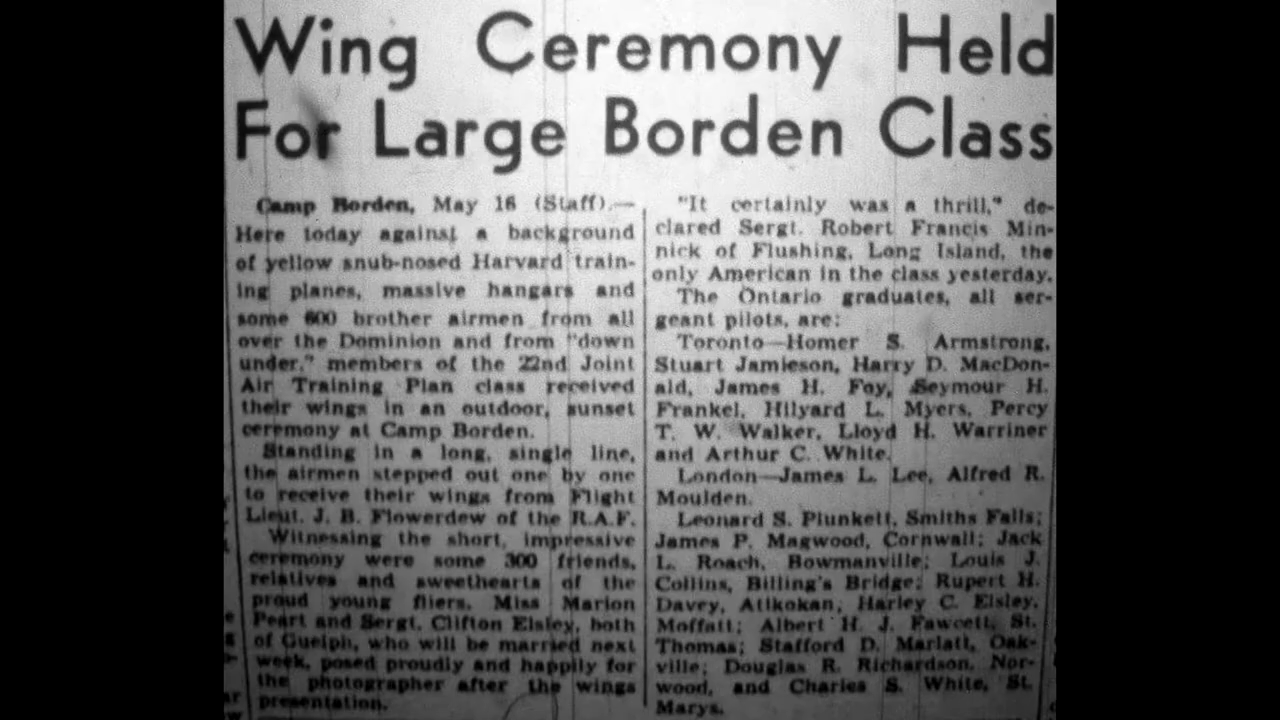 Wing Ceremony Held
For Large Borden Class
Camp Borden, May 16 (Staff).—
Here today against a background
of yellow snub-nosed Harvard train-
ing planes, massive hangars and
some 600 brother airmen from all
over the Dominion and from "down
under," members of the 22nd Joint
Air Training Plan class received
their wings in an outdoor, sunset
ceremony at Camp Borden.
Standing in a long, single line,
the airmen stepped out one by one
to receive their wings from Flight
Lieut. J. B. Flowerdew of the R.A.F.
Witnessing the short, impressive
ceremony were some 300 friends,
relatives and sweethearts of the
proud young fliers. Miss Marion
Peart and Sergt. Clifton Elsley, both
of Guelph, who will be married next
week, posed proudly and happily for
the photographer after the wings
presentation.
"It certainly was a thrill," de-
clared Sergt. Robert Francis Min-
nick of Flushing, Long Island, the
only American in the class yesterday.
The Ontario graduates, all ser-
geant pilots, are:
Toronto—Homer S. Armstrong,
Stuart Jamieson, Harry D. MacDon-
ald, James H. Foy, Seymour H.
Frankel, Hilyard L. Myers, Percy
T. W. Walker, Lloyd H. Warriner
and Arthur C. White.
London—James L. Lee, Alfred R.
Moulden.
Leonard S. Plunkett, Smiths Falls;
James P. Magwood, Cornwall; Jack
L. Roach, Bowmanville; Louis J.
Collins, Billing's Bridge; Rupert H.
Davey, Atikokan, Harley C. Elsley,
Moffatt; Albert H. J. Fawcett, St.
Thomas; Stafford D. Marlatt, Oak-
ville; Douglas R. Richardson, Nor-
wood, and Charles S. White, St.
Marys.